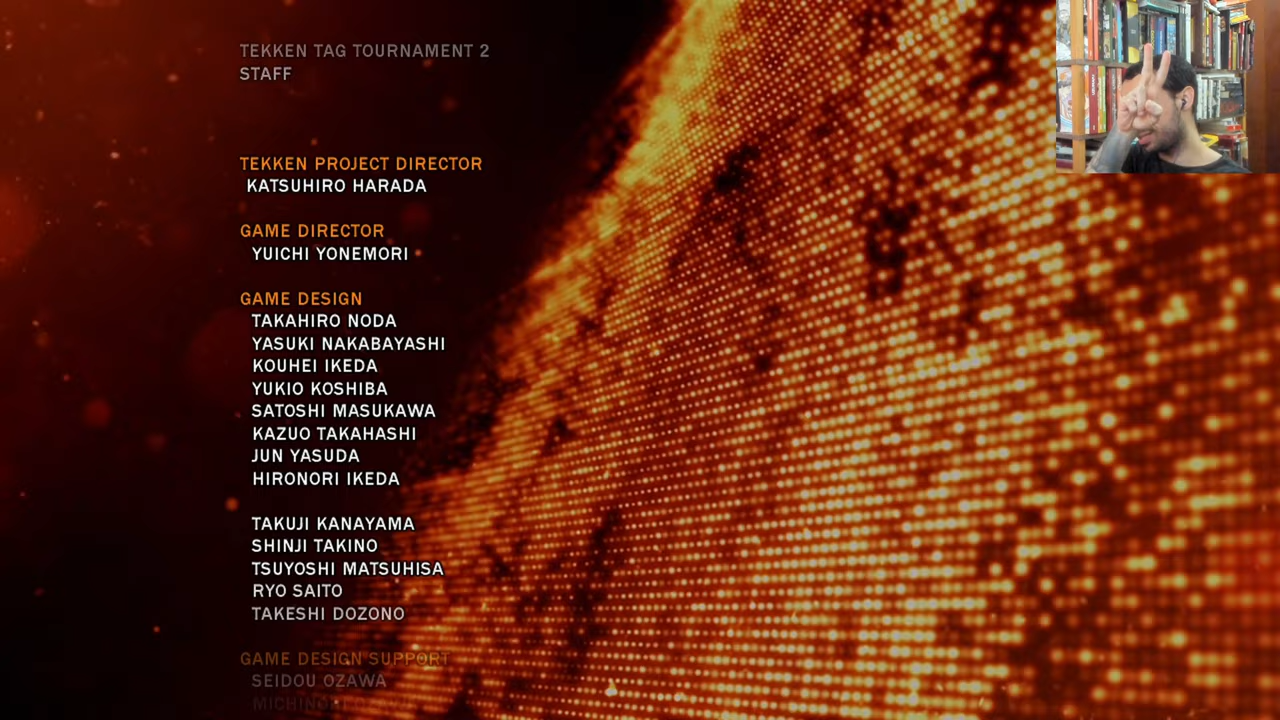 TEKKEN TAG TOURNAMENT 2
STAFF
TEKKEN PROJECT DIRECTOR
KATSUHIRO HARADA
GAME DIRECTOR
YUICHI YONEMORI
GAME DESIGN
TAKAHIRO NODA
YASUKI NAKABAYASHI
KOUHEI IKEDA
YUKIO KOSHIBA
SATOSHI MASUKAWA
KAZUO TAKAHASHI
JUN YASUDA
HIRONORI IKEDA
TAKUJI KANAYAMA
SHINJI TAKINO
TSUYOSHI MATSUHISA
RYO SAITO
TAKESHI DOZONO
GAME DESIGN SUPPORT
SEIDOU OZAWA